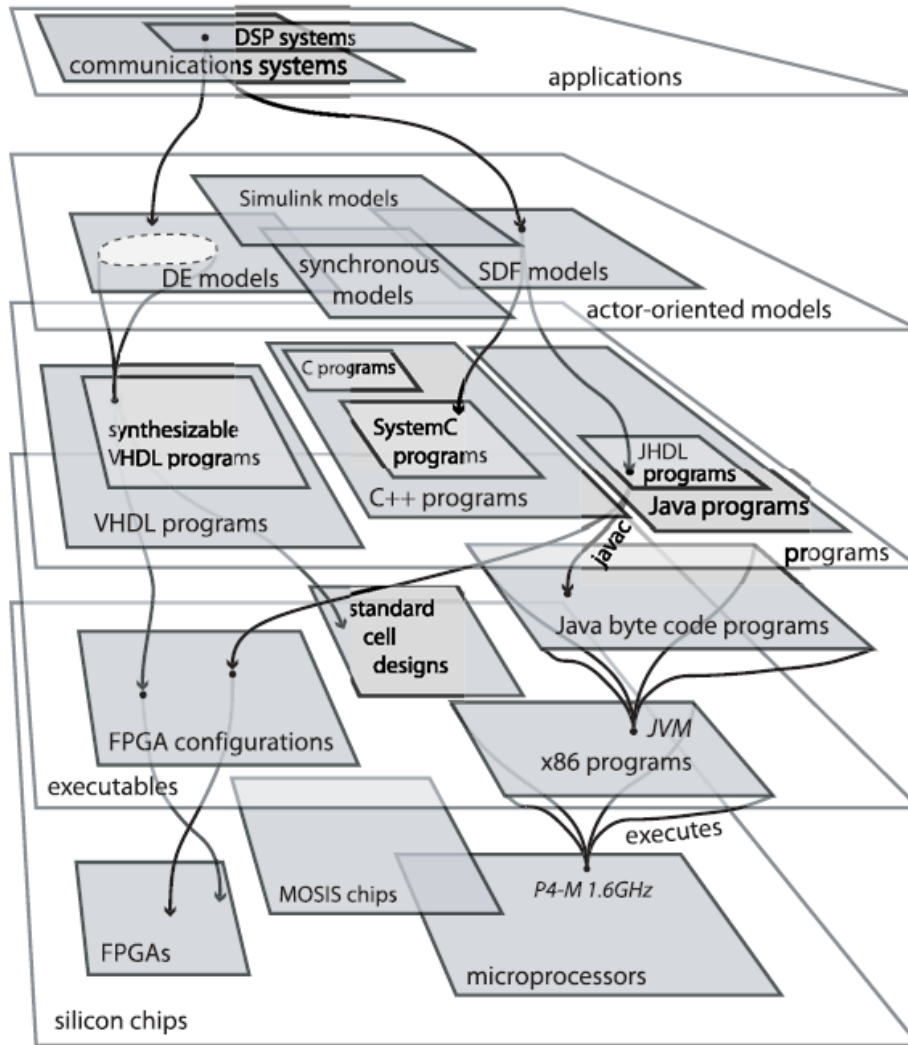 DSP systems
communications systems
applications
Simulink models
DE models
synchronous
models
SDF models
actor-oriented models
C programs
synthesizable
VHDL programs
SystemC
programs
JHDL
programs
C++ programs
Java programs
VHDL programs
programs
javac
standard
cell
designs
Java byte code programs
FPGA configurations
JVM
x86 programs
executables
executes
MOSIS chips
P4-M 1.6GHz
FPGAs
microprocessors
silicon chips